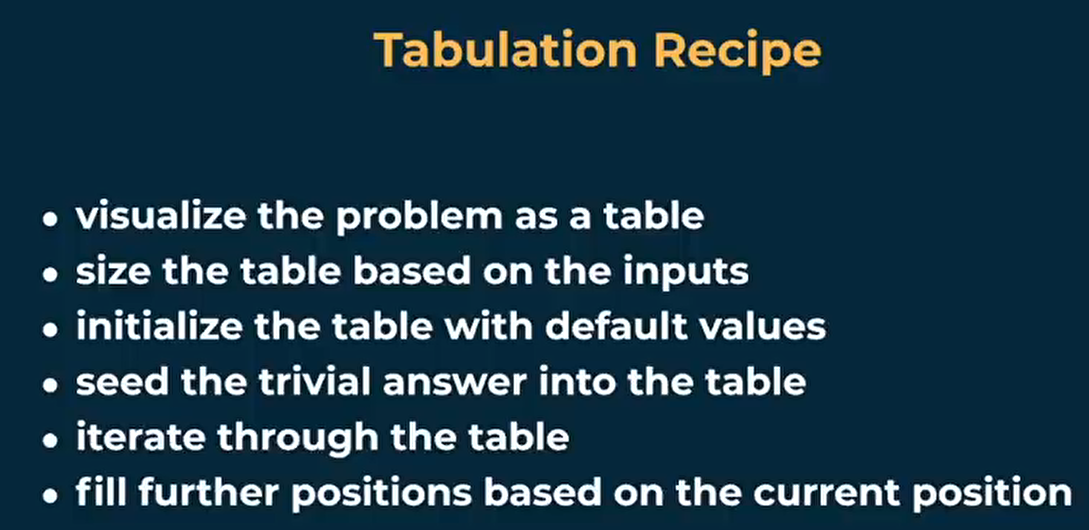 Tabulation Recipe
• visualize the problem as a table
• size the table based on the inputs
• initialize the table with default values
• seed the trivial answer into the table
• iterate through the table
• fill further positions based on the current position